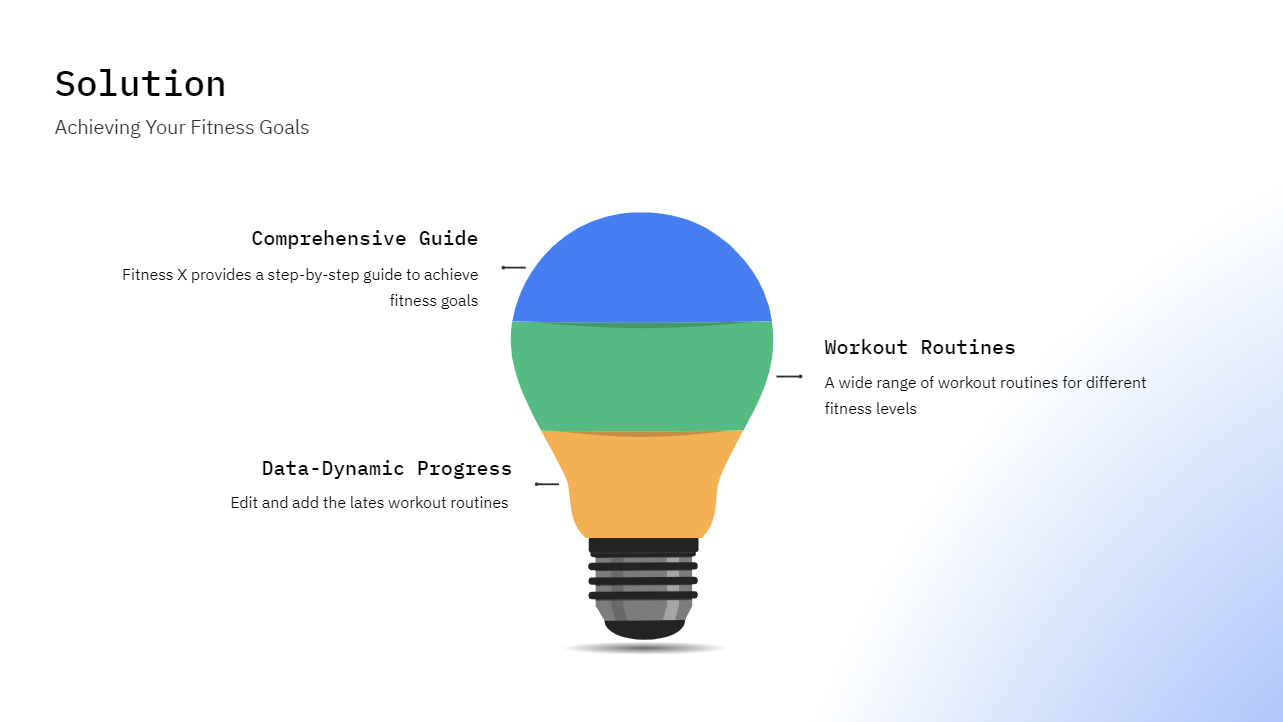 Solution
Achieving Your Fitness Goals
Comprehensive Guide
Fitness X provides a step-by-step guide to achieve
fitness goals
Workout Routines
A wide range of workout routines for different
fitness levels
Data-Dynamic Progress
Edit and add the lates workout routines